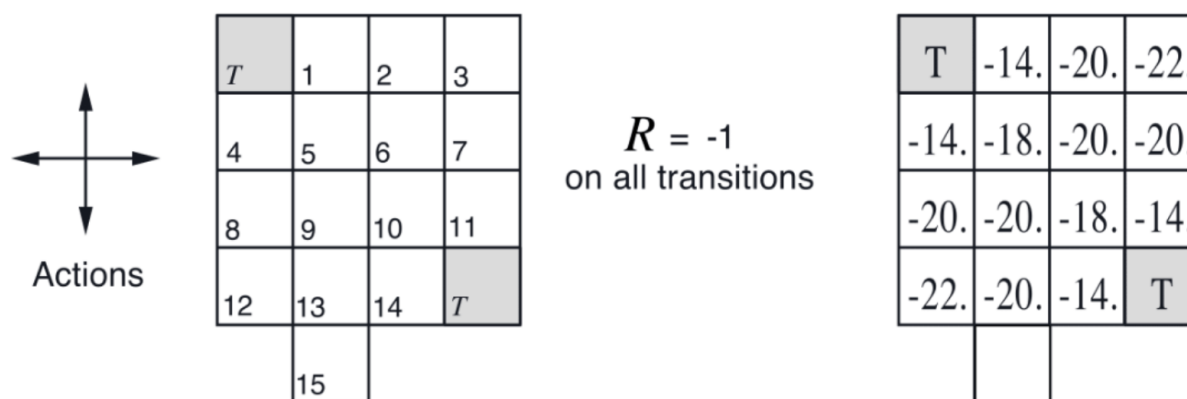 T 1 2 3
4 5 6 7
8 9 10 11
12 13 14 T
15
Actions
R = -1
on all transitions
T -14. -20. -22.
-14. -18. -20. -20.
-20. -20. -18. -14
-22. -20. -14. T